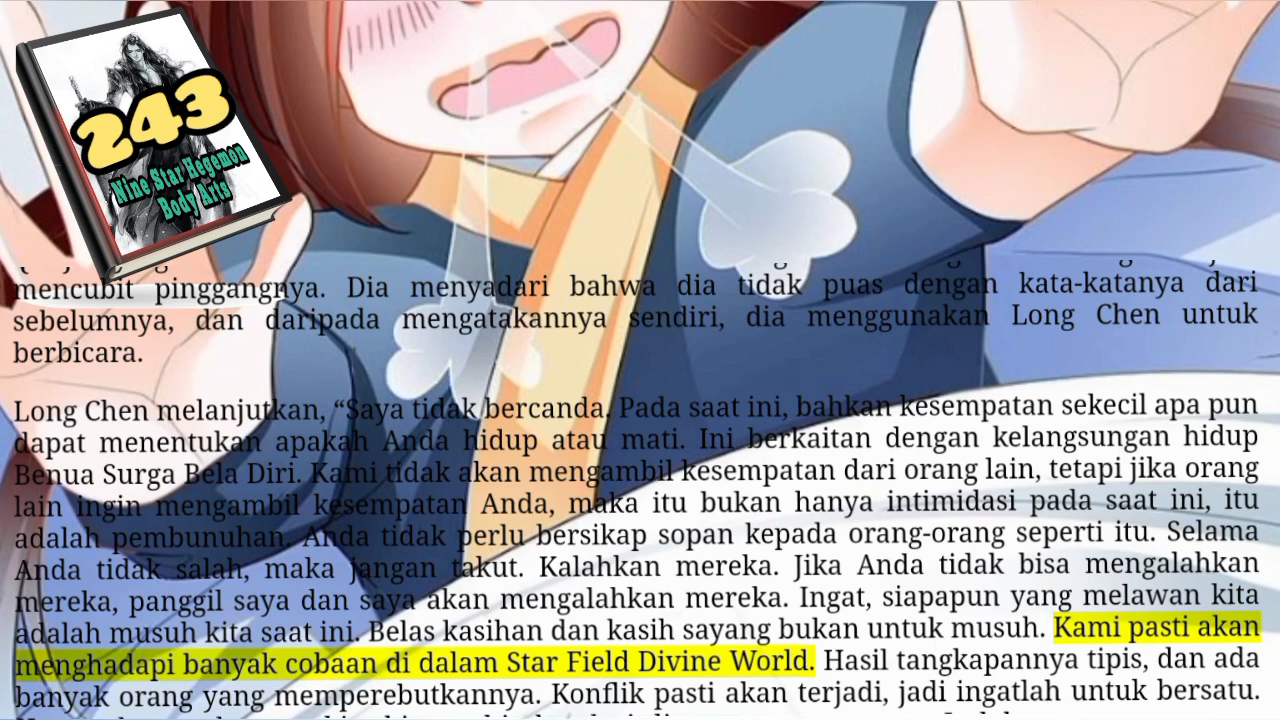 243
Nine Star Hegemon
Body Arts
mencubit pinggangnya. Dia menyadari bahwa dia tidak puas dengan kata-katanya dari
sebelumnya, dan daripada mengatakannya sendiri, dia menggunakan Long Chen untuk
berbicara.
Long Chen melanjutkan, “Saya tidak bercanda. Pada saat ini, bahkan kesempatan sekecil apa pun
dapat menentukan apakah Anda hidup atau mati. Ini berkaitan dengan kelangsungan hidup
Benua Surga Bela Diri. Kami tidak akan mengambil kesempatan dari orang lain, tetapi jika orang
lain ingin mengambil kesempatan Anda, maka itu bukan hanya intimidasi pada saat ini, itu
adalah pembunuhan. Anda tidak perlu bersikap sopan kepada orang-orang seperti itu. Selama
Anda tidak salah, maka jangan takut. Kalahkan mereka. Jika Anda tidak bisa mengalahkan
mereka, panggil saya dan saya akan mengalahkan mereka. Ingat, siapapun yang melawan kita
adalah musuh kita saat ini. Belas kasihan dan kasih sayang bukan untuk musuh. Kami pasti akan
menghadapi banyak cobaan di dalam Star Field Divine World. Hasil tangkapannya tipis, dan ada
banyak orang yang memperebutkannya. Konflik pasti akan terjadi, jadi ingatlah untuk bersatu.